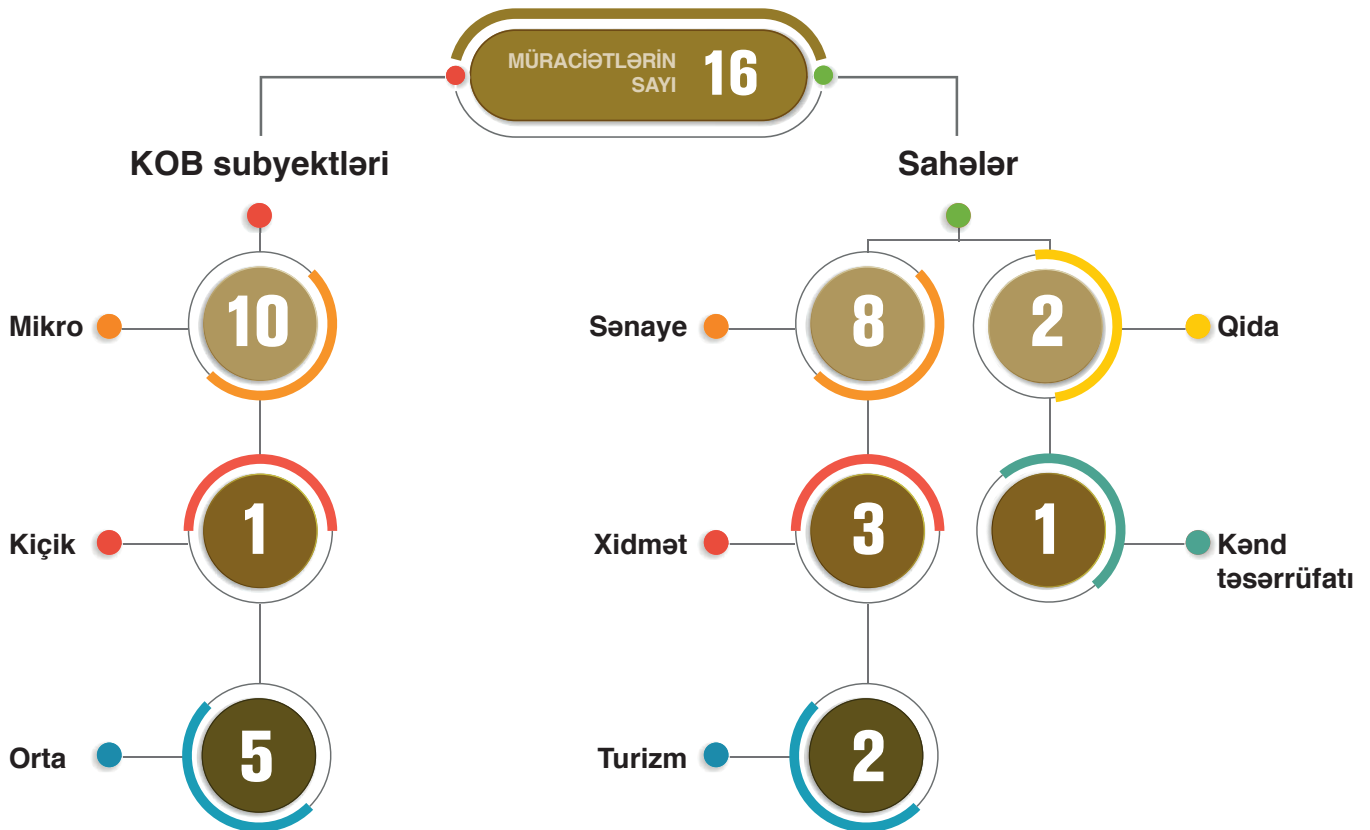 MÜRACİƏTLƏRİN
SAYI
16
KOB subyektləri
Sahələr
Mikro
10
Sənaye
8
2
Qida
Kiçik
1
Xidmət
3
1
Kənd
təsərrüfatı
Orta
5
Turizm
2